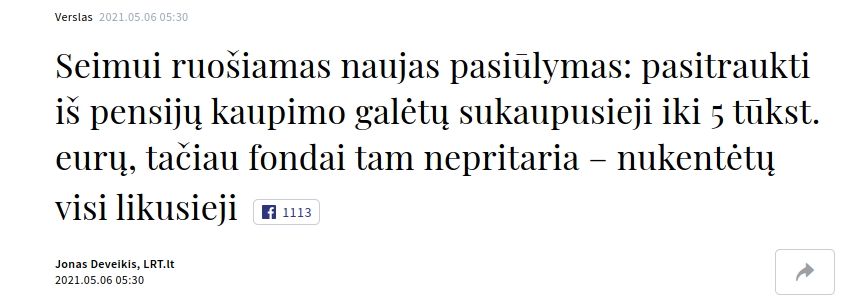 Verslas 2021.05.06 05:30
Seimui ruošiamas naujas pasiūlymas: pasitraukti
iš pensijų kaupimo galėtų sukaupusieji iki 5 tūkst.
eurų, tačiau fondai tam nepritaria – nukentėtų
visi likusieji 1113
Jonas Deveikis, LRT.lt
2021.05.06 05:30